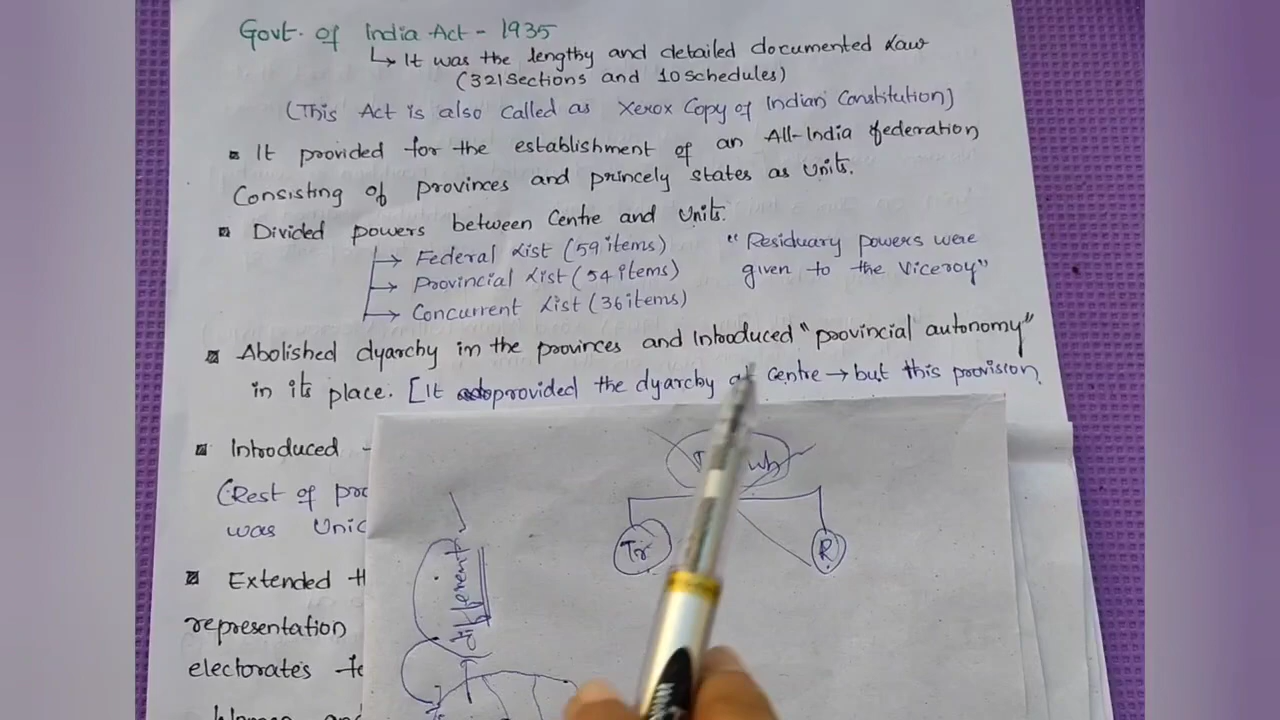 Govt. of India Act - 1935
↳ It was the lengthy and detailed documented Law
(321 Sections and 10 Schedules)
(This Act is also called as Xerox Copy of Indian Constitution)
It provided for the establishment of an All-India federation
Consisting of provinces and princely states as Units.
Divided powers between Centre and Units.
Federal List (59 items)
Provincial List (54 items)
Concurrent List (36 items)
"Residuary powers were
given to the Viceroy"
Abolished dyarchy in the provinces and Introduced "provincial autonomy"
in its place. [It provided the dyarchy at Centre → but this provision
Introduced
(Rest of
was
Extended
representation
electorates
Tr
R
different